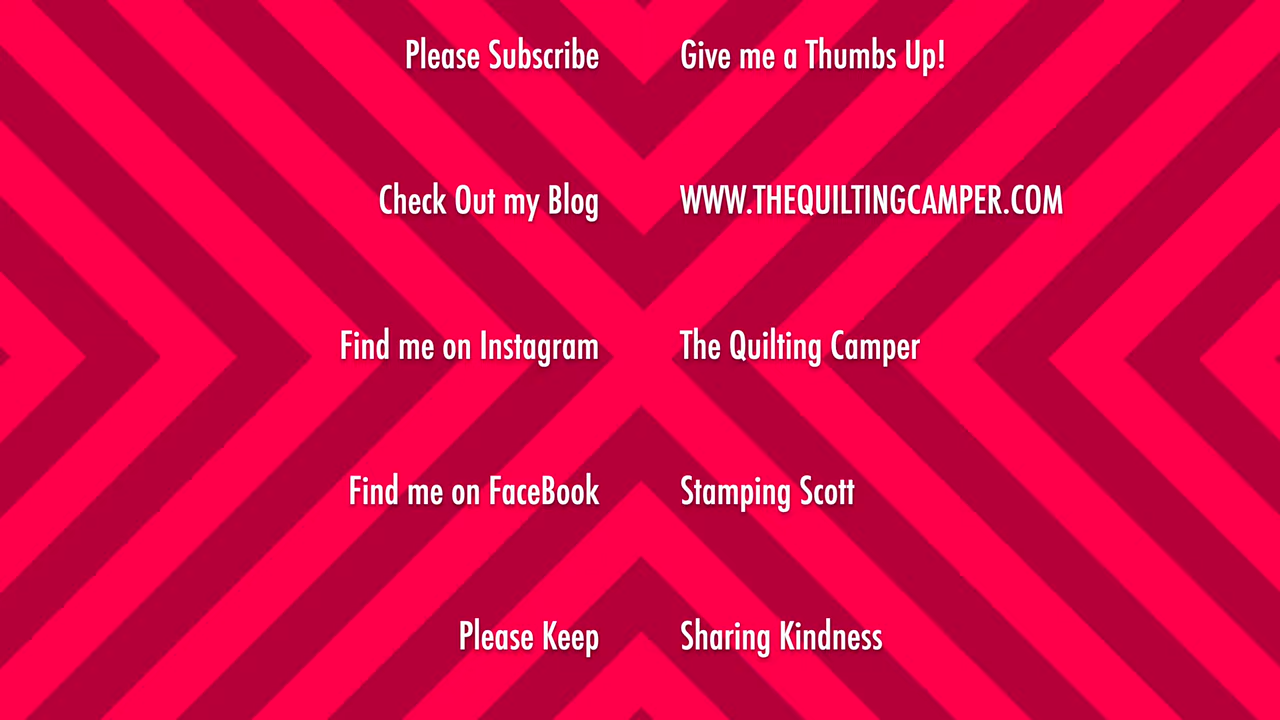 Please Subscribe Give me a Thumbs Up!
Check Out my Blog WWW.THEQUILTINGCAMPER.COM
Find me on Instagram The Quilting Camper
Find me on FaceBook Stamping Scott
Please Keep Sharing Kindness